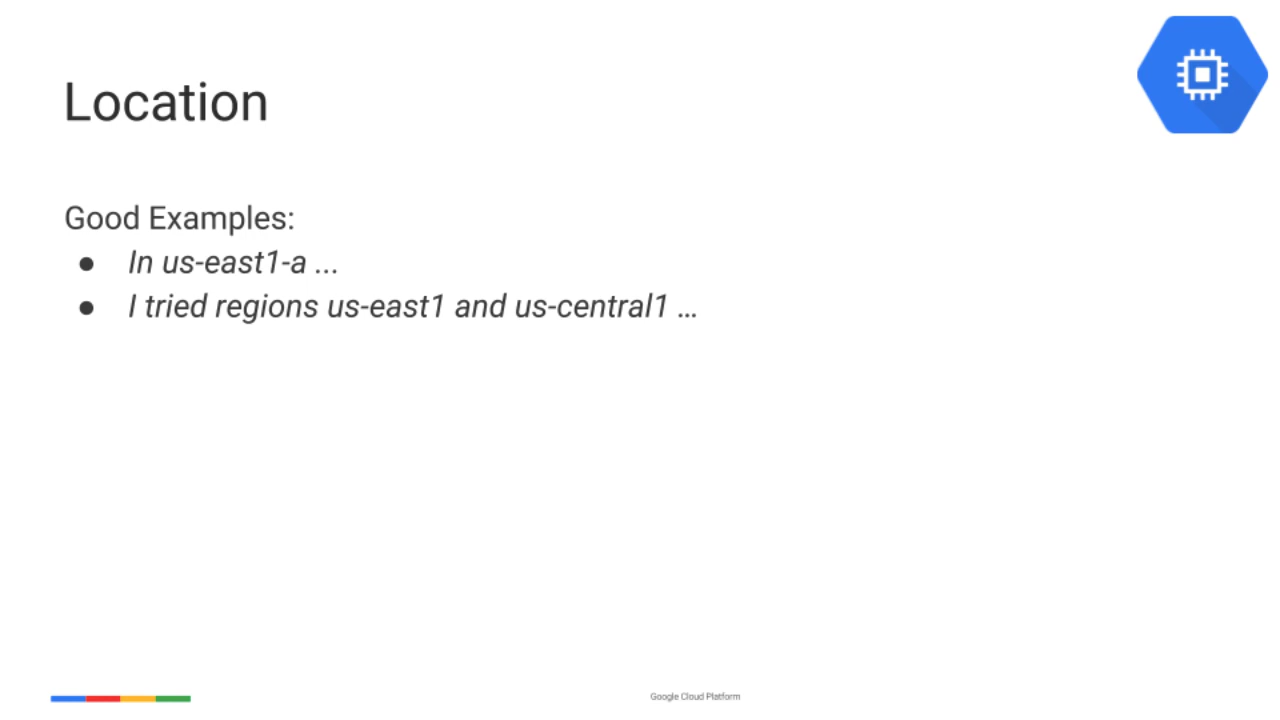 Location
Good Examples:
● In us-east1-a ...
● I tried regions us-east1 and us-central1 …
Google Cloud Platform